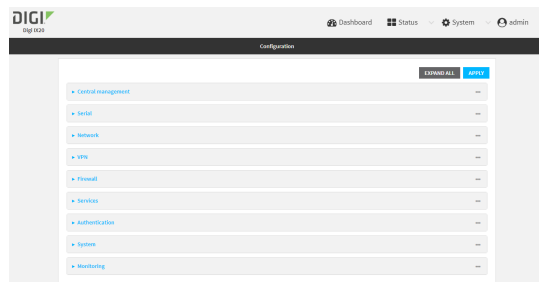 DIGI
Digi IX20
Dashboard Status System admin
Configuration
EXPAND ALL APPLY
Central management
Serial
Network
VPN
Firewall
Services
Authentication
System
Monitoring